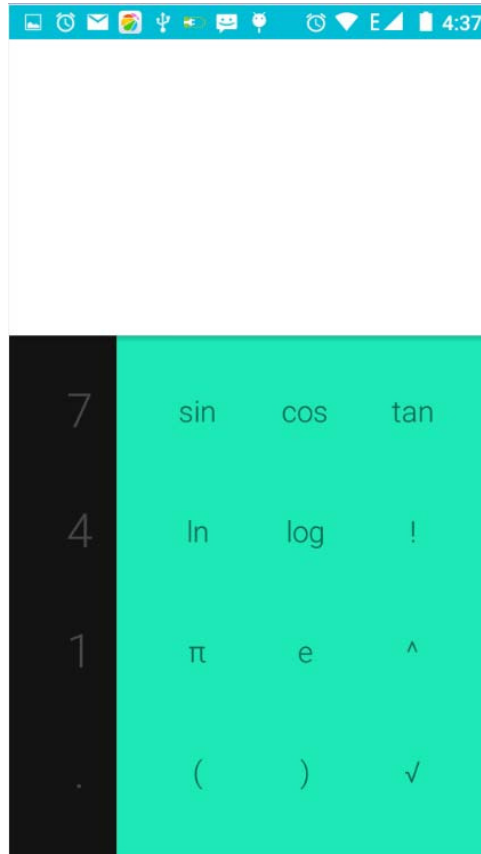 E 4:37
7 sin cos tan
4 ln log !
1 π e ^
. ( ) √